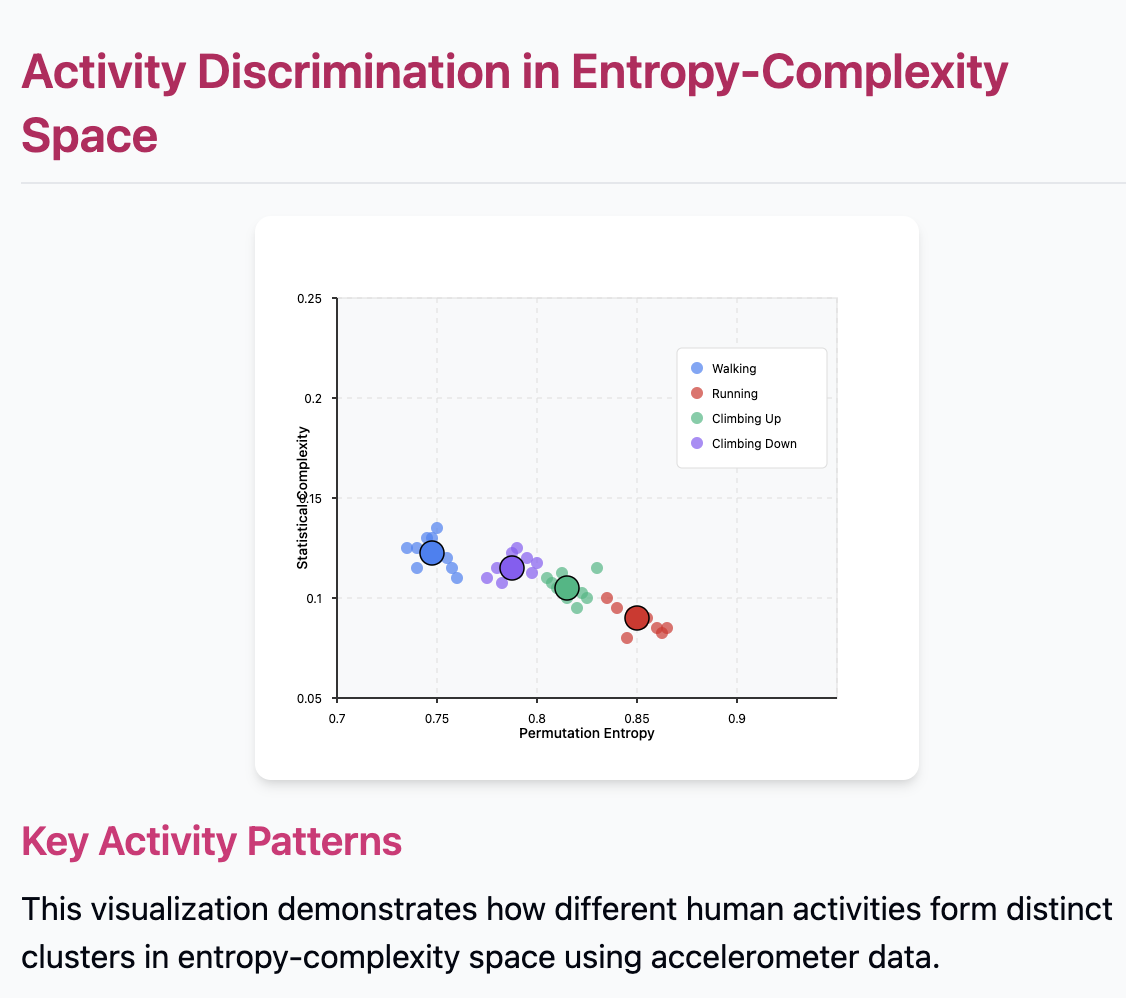 Activity Discrimination in Entropy-Complexity
Space
0.25
0.2
0.15
0.1
0.05
Statistical Complexity
Walking
Running
Climbing Up
Climbing Down
0.7
0.75
0.8
0.85
0.9
Permutation Entropy
Key Activity Patterns
This visualization demonstrates how different human activities form distinct
clusters in entropy-complexity space using accelerometer data.